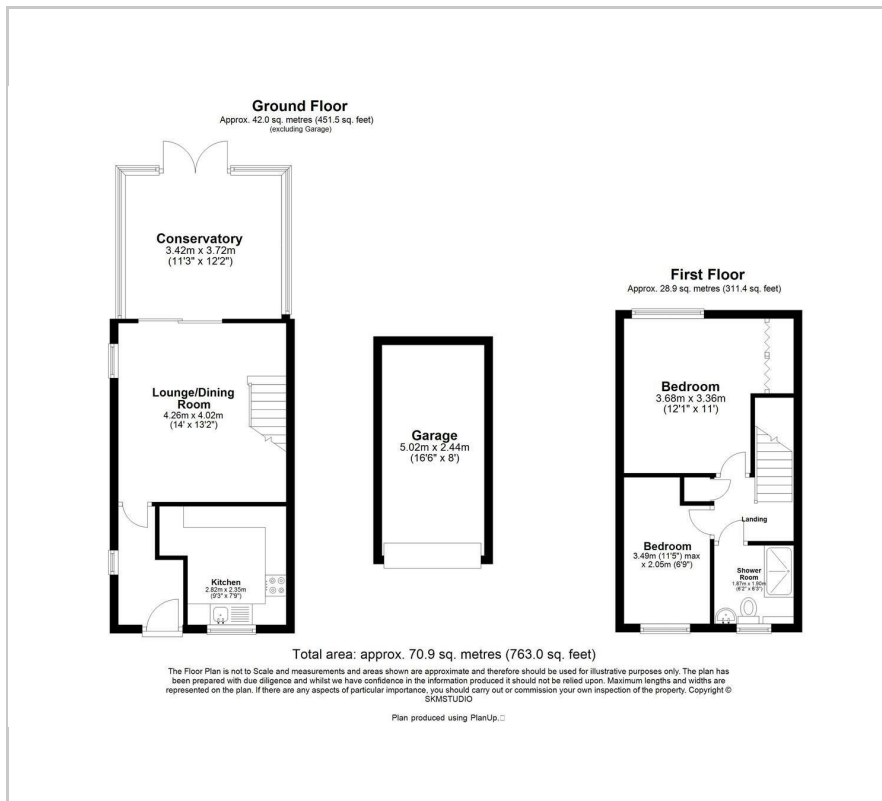 Ground Floor
Approx. 42.0 sq. metres (451.5 sq. feet)
(excluding Garage)
Conservatory
3.42m x 3.72m
(11'3" x 12'2")
Lounge/Dining
Room
4.26m x 4.02m
(14' x 13'2")
Kitchen
2.82m x 2.35m
(9'3" x 7'9")
Garage
5.02m x 2.44m
(16'6" x 8')
First Floor
Approx. 28.9 sq. metres (311.4 sq. feet)
Bedroom
3.68m x 3.36m
(12'1" x 11')
Landing
Bedroom
3.49m (11'5") max
x 2.05m (6'9")
Shower
Room
1.87m x 1.90m
(6'2" x 6'3")
Total area: approx. 70.9 sq. metres (763.0 sq. feet)
The Floor Plan is not to Scale and measurements and areas shown are approximate and therefore should be used for illustrative purposes only. The plan has
been prepared with due diligence and whilst we have confidence in the information produced it should not be relied upon. Maximum lengths and widths are
represented on the plan. If there are any aspects of particular importance, you should carry out or commission your own inspection of the property. Copyright ©
SKMSTUDIO
Plan produced using PlanUp.